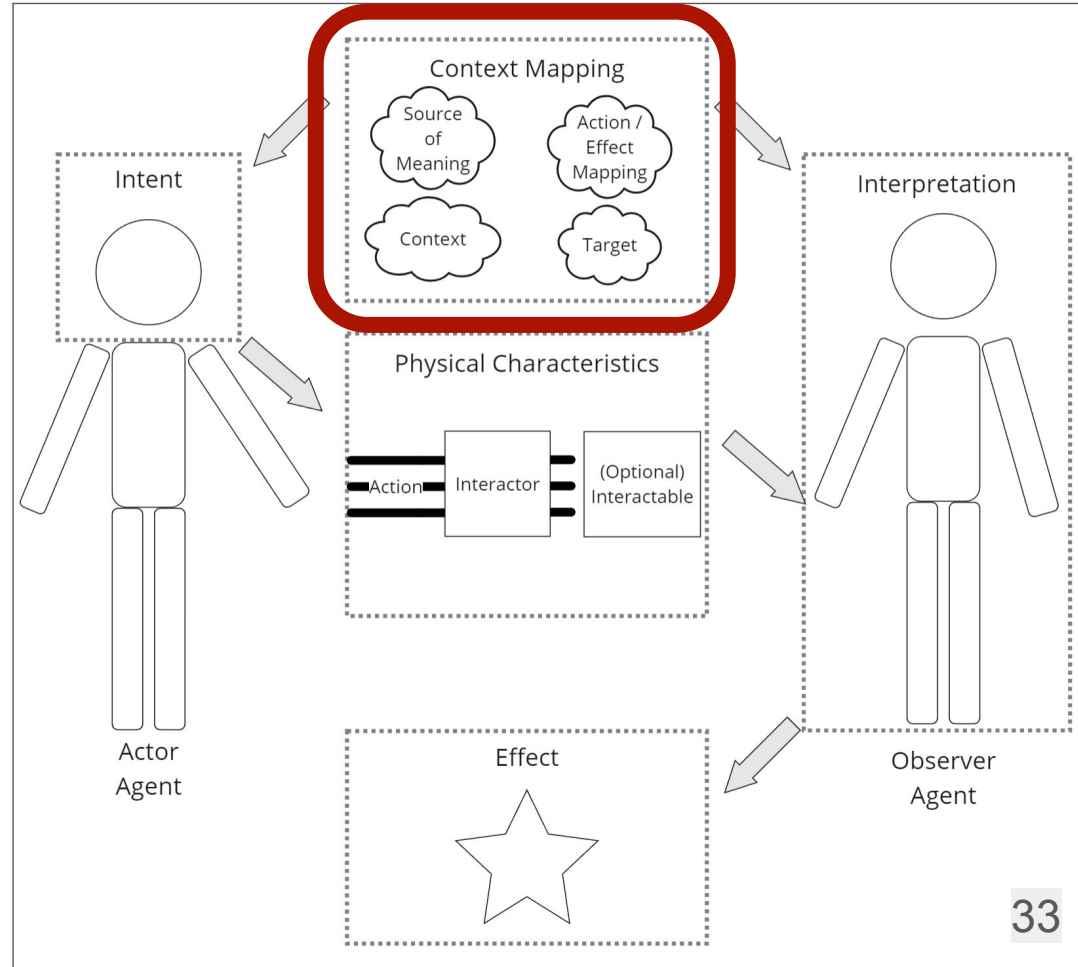 Context Mapping
Source
of
Meaning
Action /
Effect
Mapping
Context
Target
Intent
Interpretation
Physical Characteristics
Action
Interactor
(Optional)
Interactable
Actor
Agent
Effect
Observer
Agent
33